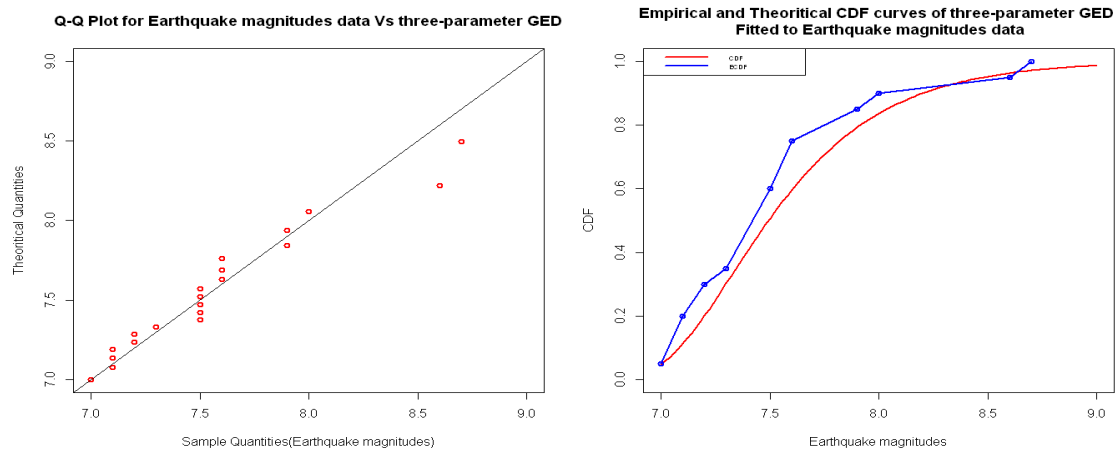 Q-Q Plot for Earthquake magnitudes data Vs three-parameter GED
9.0
8.5
8.0
7.5
7.0
Theoritical Quantities
7.0 7.5 8.0 8.5 9.0
Sample Quantities(Earthquake magnitudes)
Empirical and Theoritical CDF curves of three-parameter GED
Fitted to Earthquake magnitudes data
CDF
ECDF
1.0
0.8
0.6
0.4
0.2
0.0
CDF
7.0 7.5 8.0 8.5 9.0
Earthquake magnitudes